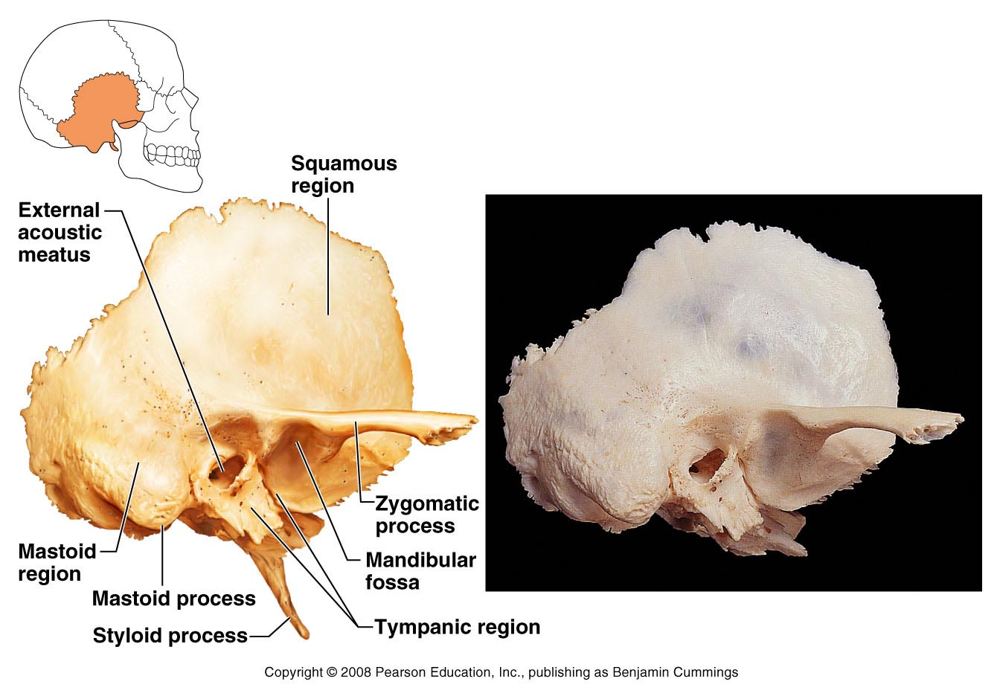 Squamous
region
External
acoustic
meatus
Zygomatic
process
Mastoid
region
Mandibular
fossa
Mastoid process
Tympanic region
Styloid process
Copyright © 2008 Pearson Education, Inc., publishing as Benjamin Cummings